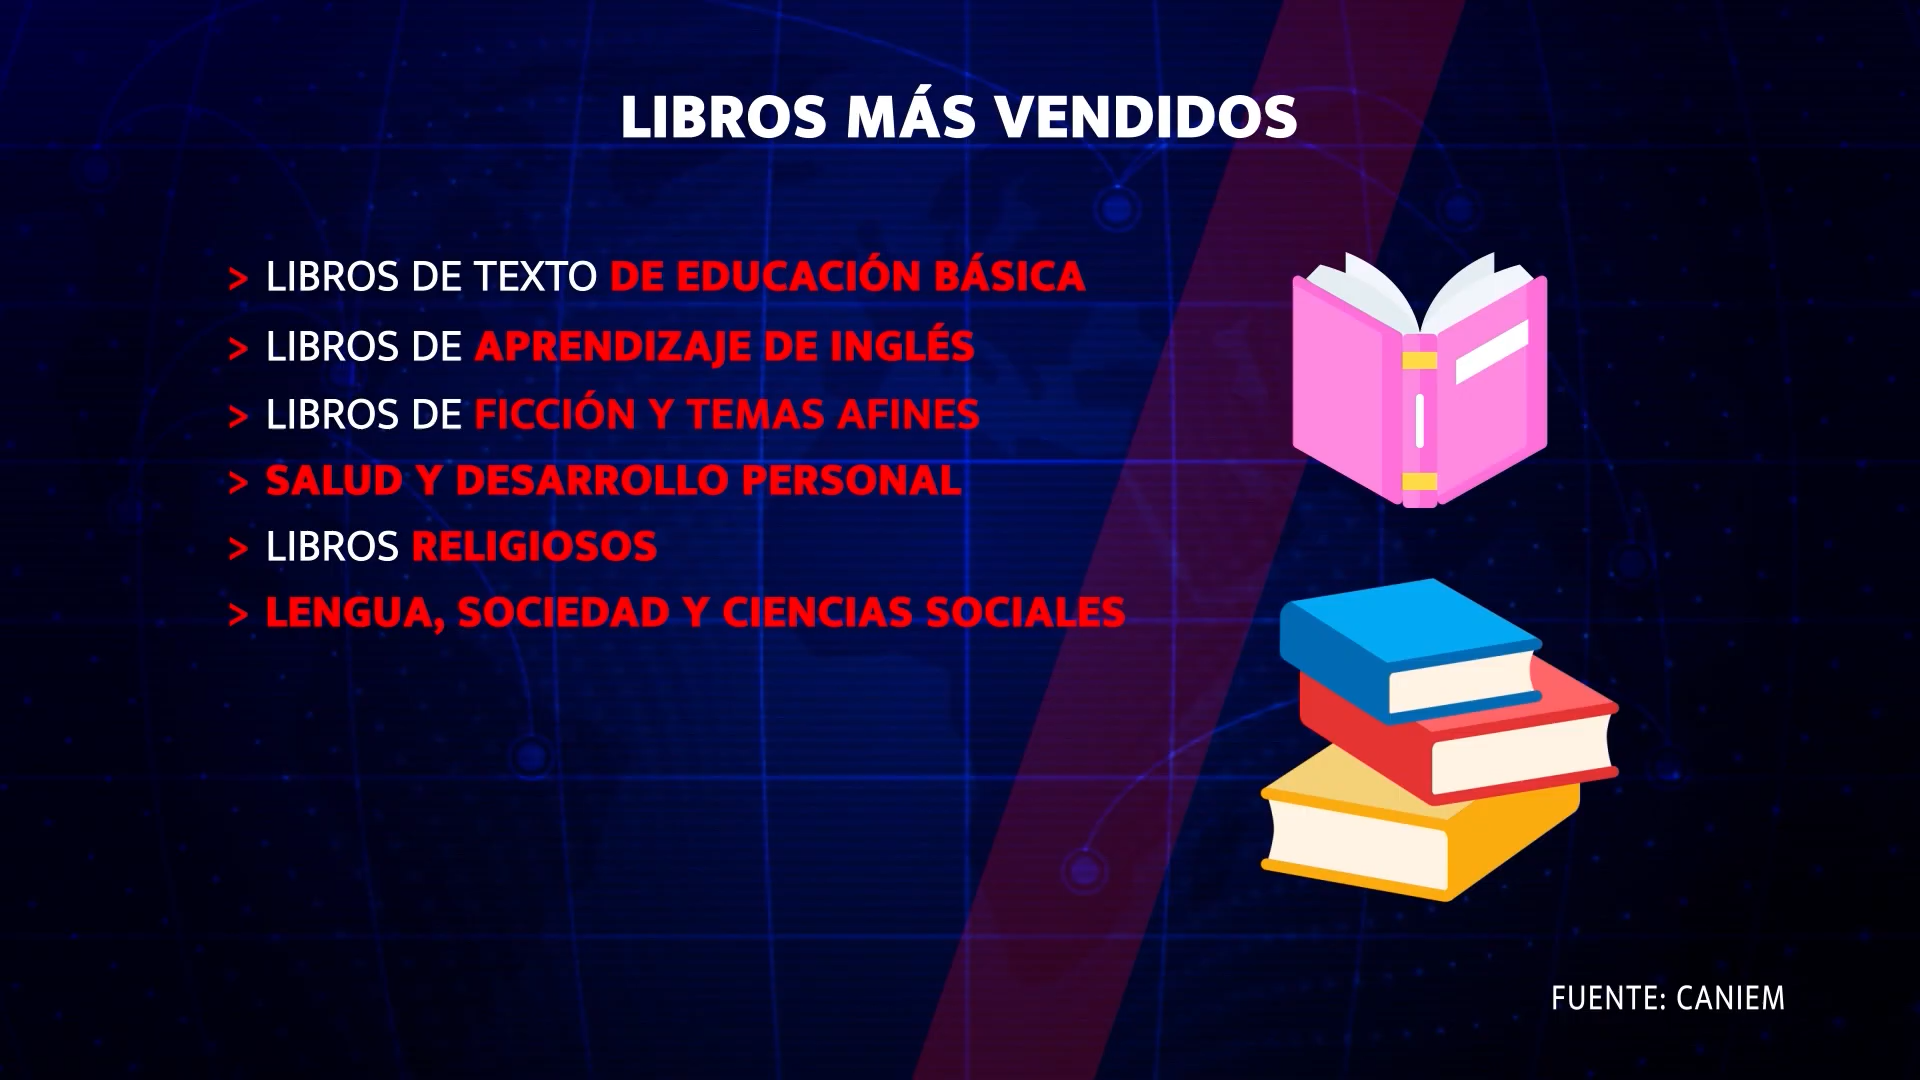 LIBROS MÁS VENDIDOS
> LIBROS DE TEXTO DE EDUCACIÓN BÁSICA
> LIBROS DE APRENDIZAJE DE INGLÉS
> LIBROS DE FICCIÓN Y TEMAS AFINES
> SALUD Y DESARROLLO PERSONAL
> LIBROS RELIGIOSOS
> LENGUA, SOCIEDAD Y CIENCIAS SOCIALES
FUENTE: CANIEM